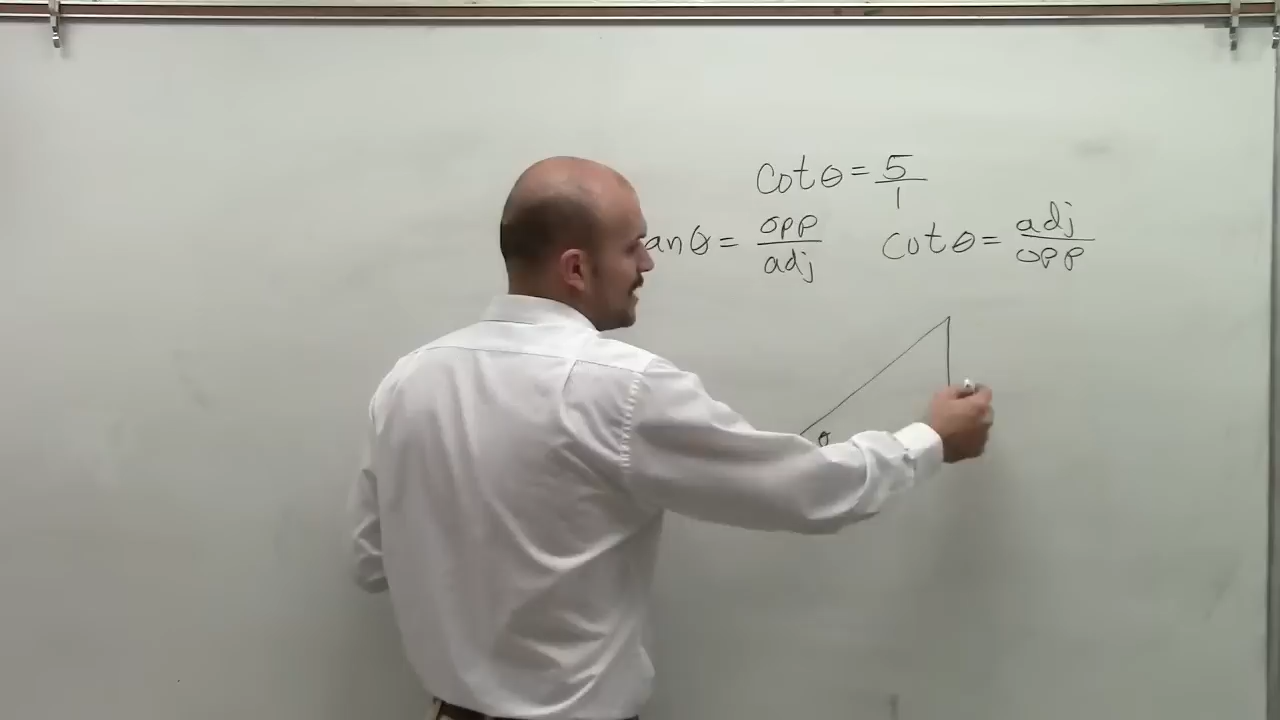 cot θ = 5/1
an θ = opp/adj cot θ = adj/opp
θ